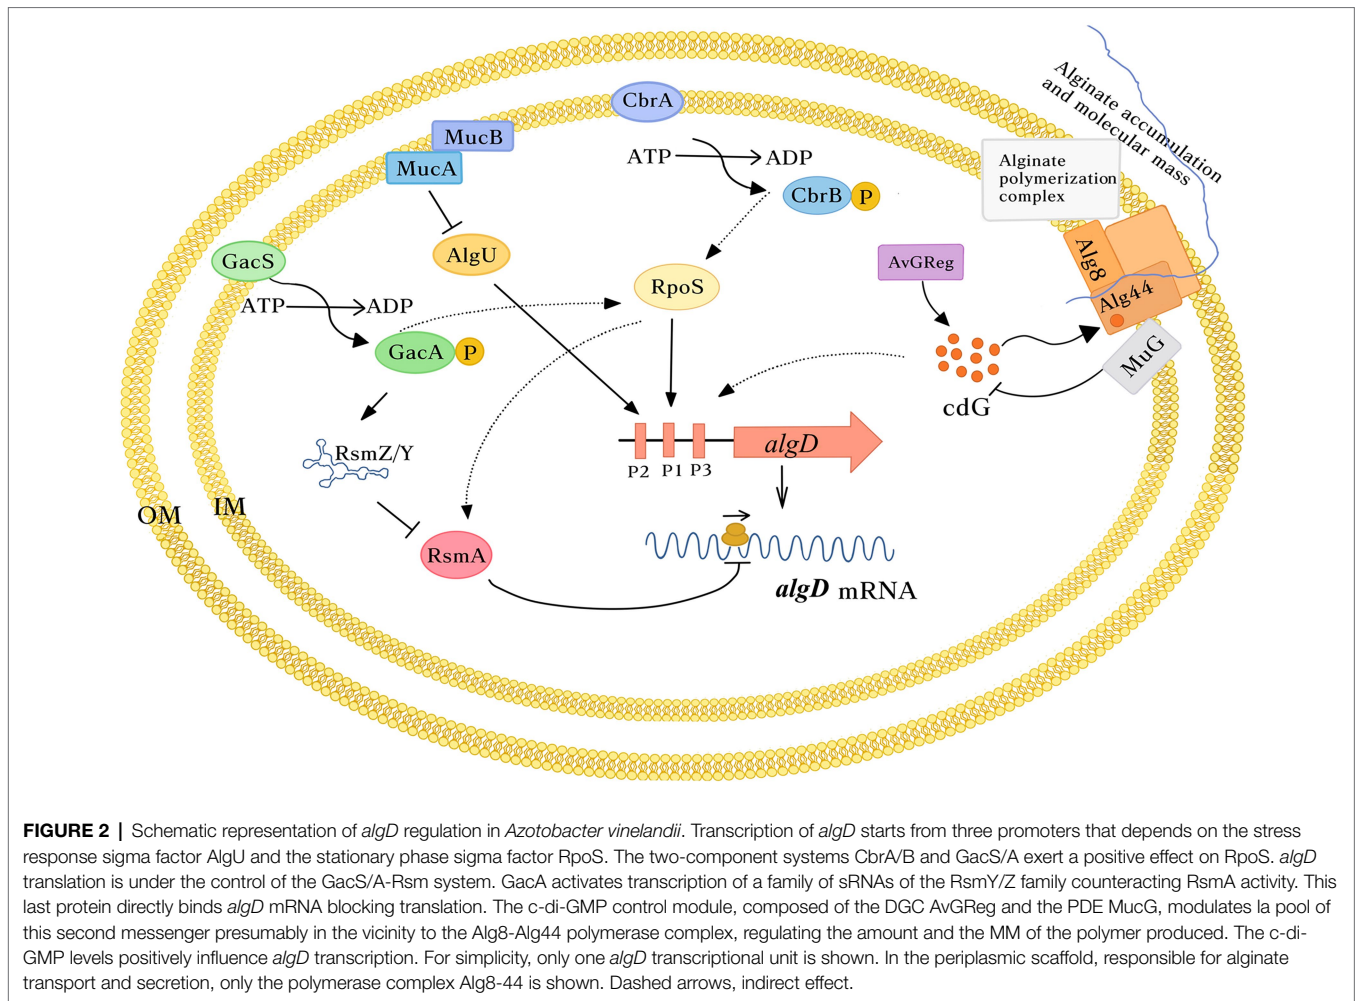 Alginate accumulation
and molecular mass
CbrA
MucB
MucA
ATP
ADP
Alginate
polymerization
complex
CbrB
P
AlgU
GacS
AvGReg
Alg8
RpoS
Alg44
ATP
ADP
GacA
P
MuG
cdG
algD
RsmZ/Y
P2
P1
P3
OM
IM
RsmA
algD mRNA
FIGURE 2 | Schematic representation of algD regulation in Azotobacter vinelandii. Transcription of algD starts from three promoters that depends on the stress
response sigma factor AlgU and the stationary phase sigma factor RpoS. The two-component systems CbrA/B and GacS/A exert a positive effect on RpoS. algD
translation is under the control of the GacS/A-Rsm system. GacA activates transcription of a family of sRNAs of the RsmY/Z family counteracting RsmA activity. This
last protein directly binds algD mRNA blocking translation. The c-di-GMP control module, composed of the DGC AvGReg and the PDE MucG, modulates la pool of
this second messenger presumably in the vicinity to the Alg8-Alg44 polymerase complex, regulating the amount and the MM of the polymer produced. The c-di-
GMP levels positively influence algD transcription. For simplicity, only one algD transcriptional unit is shown. In the periplasmic scaffold, responsible for alginate
transport and secretion, only the polymerase complex Alg8-44 is shown. Dashed arrows, indirect effect.